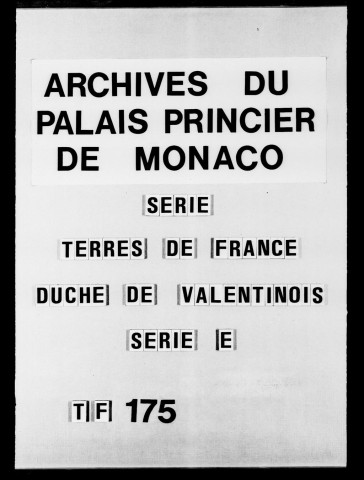 ARCHIVES DU
PALAIS PRINCIER
DE MONACO
SERIE
TERRES DE FRANCE
DUCHE DE VALENTINOIS
SERIE E
TF 175